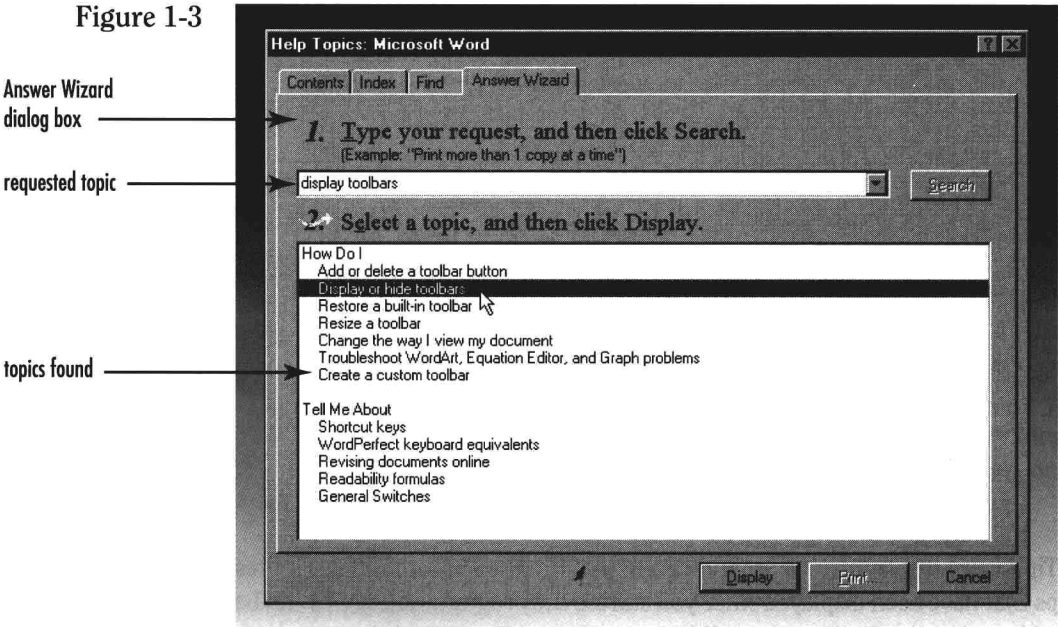 Figure 1-3
Help Topics: Microsoft Word
Contents Index Find Answer Wizard
Answer Wizard
dialog box
1. Type your request, and then click Search.
(Example: "Print more than 1 copy at a time")
requested topic
display toolbars
Search
2. Select a topic, and then click Display.
How Do I
Add or delete a toolbar button
Display or hide toolbars
Restore a built-in toolbar
Resize a toolbar
Change the way I view my document
Troubleshoot WordArt, Equation Editor, and Graph problems
topics found
Create a custom toolbar
Tell Me About
Shortcut keys
WordPerfect keyboard equivalents
Revising documents online
Readability formulas
General Switches
Display Print... Cancel